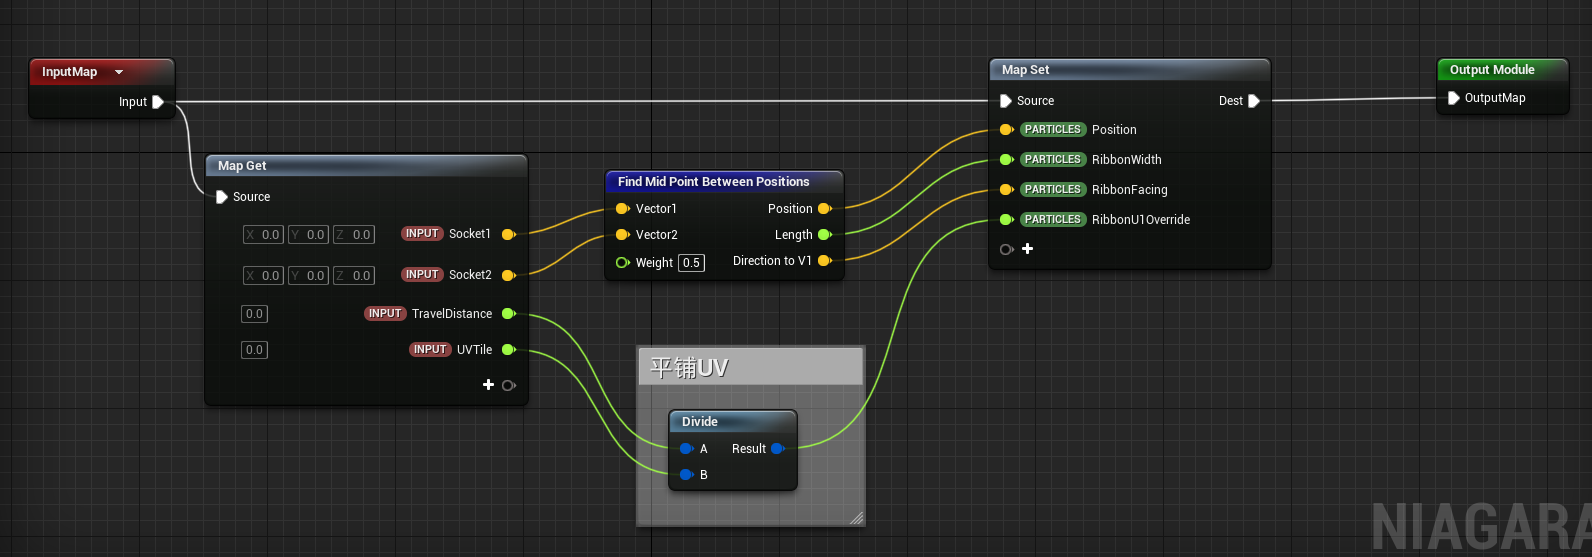 InputMap
Input
Map Get
Source
X 0.0 Y 0.0 Z 0.0 INPUT Socket1
X 0.0 Y 0.0 Z 0.0 INPUT Socket2
0.0 INPUT TravelDistance
0.0 INPUT UVTile
Find Mid Point Between Positions
Vector1 Position
Vector2 Length
Weight 0.5 Direction to V1
平铺UV
Divide
A Result
B
Map Set
Source Dest
PARTICLES Position
PARTICLES RibbonWidth
PARTICLES RibbonFacing
PARTICLES RibbonU1Override
Output Module
OutputMap
NIAGARA